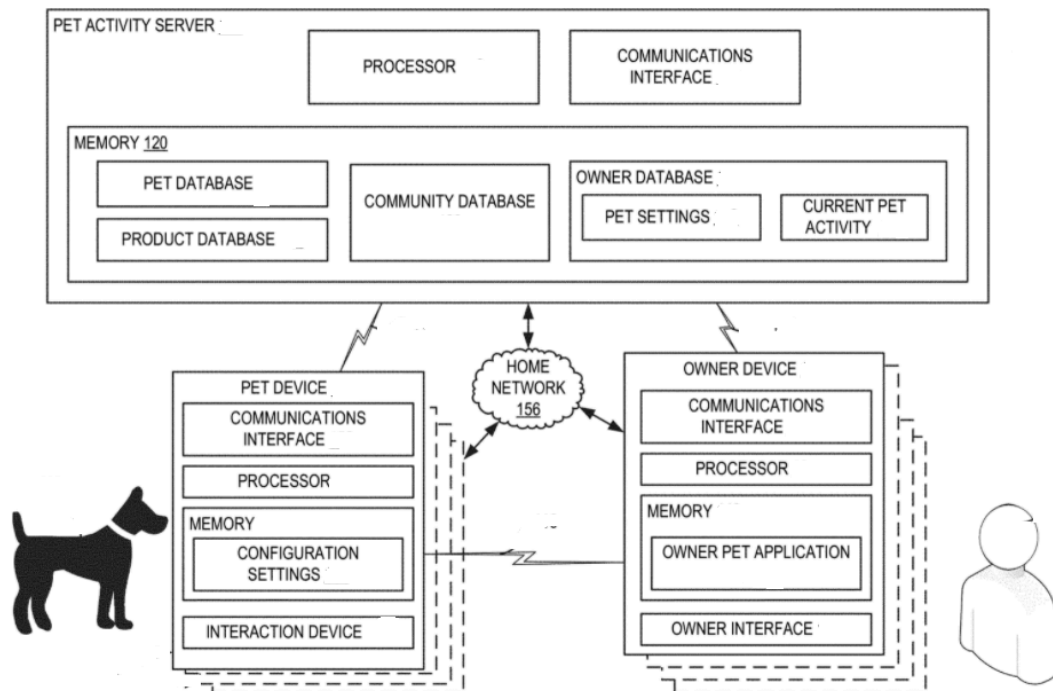 PET ACTIVITY SERVER
PROCESSOR
COMMUNICATIONS
INTERFACE
MEMORY 120
PET DATABASE
PRODUCT DATABASE
COMMUNITY DATABASE
OWNER DATABASE
PET SETTINGS
CURRENT PET
ACTIVITY
HOME
NETWORK
156
PET DEVICE
COMMUNICATIONS
INTERFACE
PROCESSOR
MEMORY
CONFIGURATION
SETTINGS
INTERACTION DEVICE
OWNER DEVICE
COMMUNICATIONS
INTERFACE
PROCESSOR
MEMORY
OWNER PET APPLICATION
OWNER INTERFACE